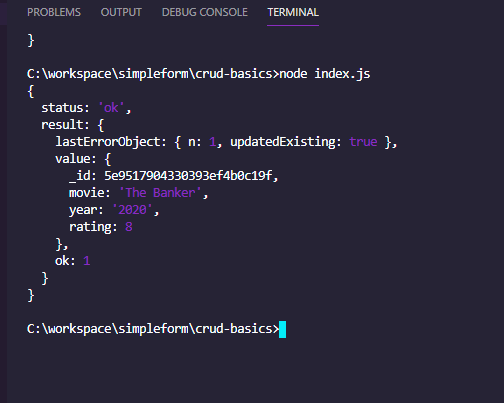 PROBLEMS OUTPUT DEBUG CONSOLE TERMINAL
}
C:\workspace\simpleform\crud-basics>node index.js
{
  status: 'ok',
  result: {
    lastErrorObject: { n: 1, updatedExisting: true },
    value: {
      _id: 5e9517904330393ef4b0c19f,
      movie: 'The Banker',
      year: '2020',
      rating: 8
    },
    ok: 1
  }
}
C:\workspace\simpleform\crud-basics>